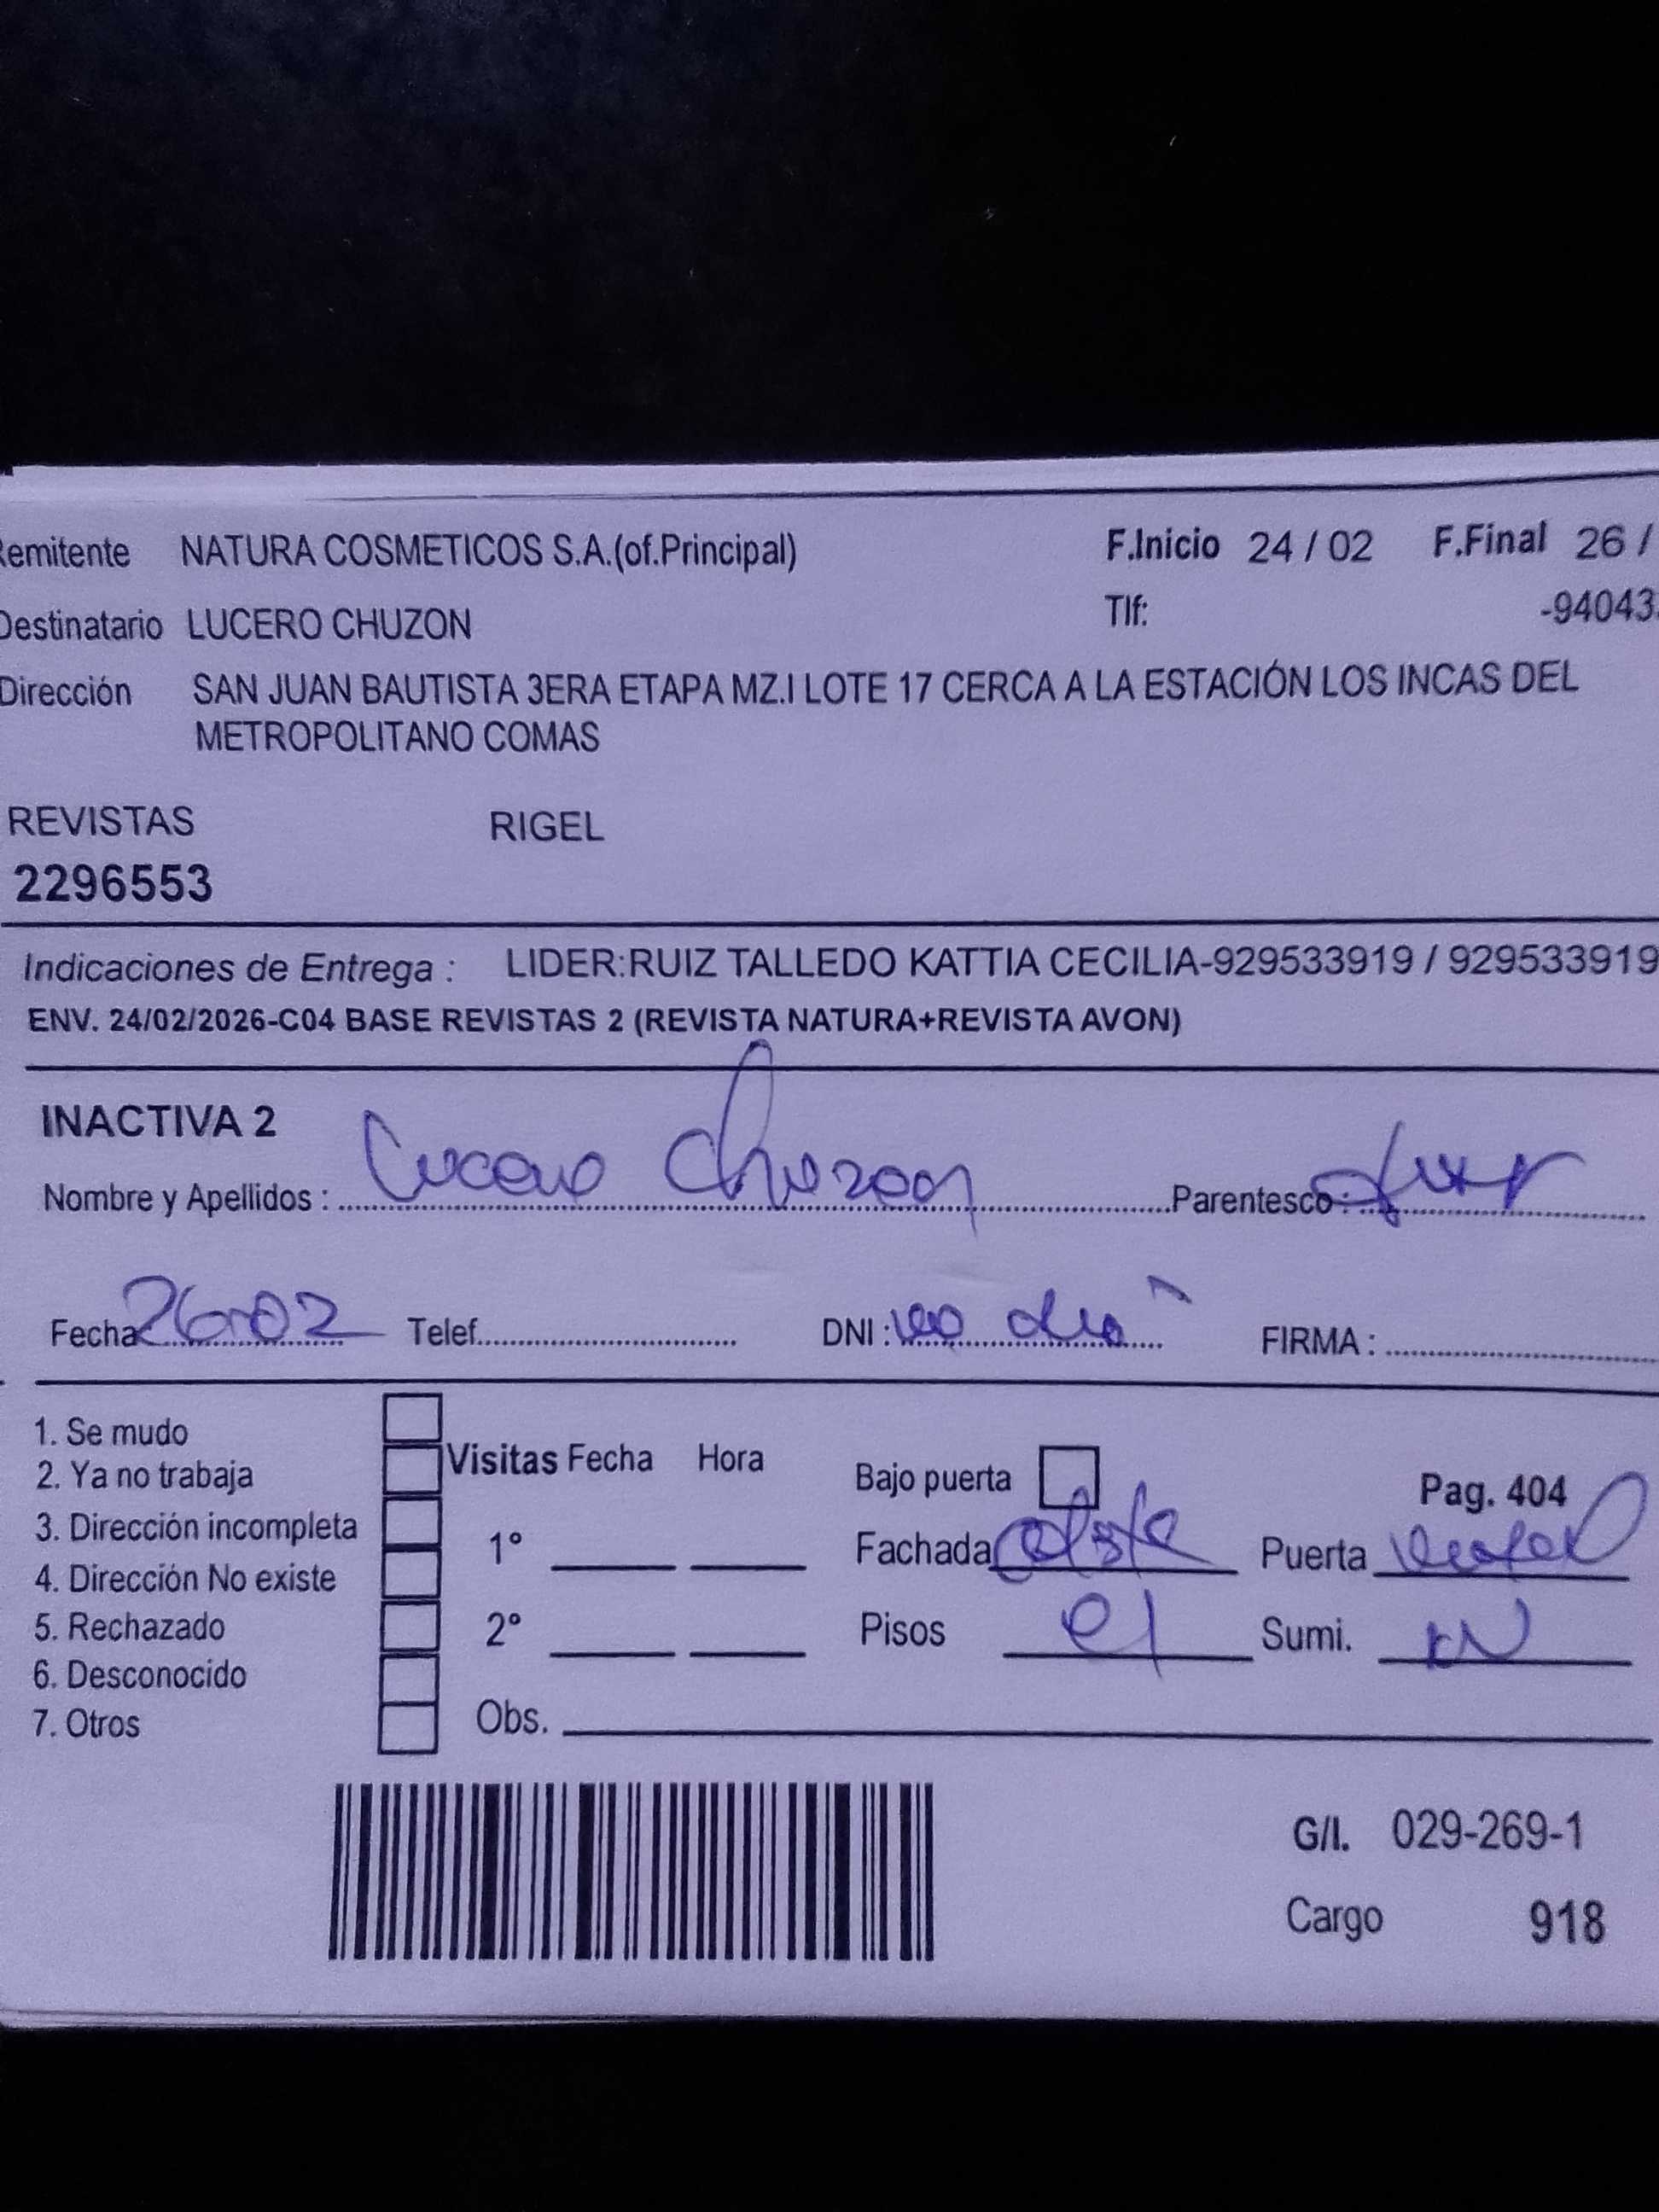 Remitente NATURA COSMETICOS S.A.(of.Principal) F.Inicio 24 / 02 F.Final 26 /
Destinatario LUCERO CHUZON Tlf: -94043
Dirección SAN JUAN BAUTISTA 3ERA ETAPA MZ.I LOTE 17 CERCA A LA ESTACIÓN LOS INCAS DEL
METROPOLITANO COMAS
REVISTAS RIGEL
2296553
Indicaciones de Entrega : LIDER:RUIZ TALLEDO KATTIA CECILIA-929533919 / 929533919
ENV. 24/02/2026-C04 BASE REVISTAS 2 (REVISTA NATURA+REVISTA AVON)
INACTIVA 2
Nombre y Apellidos : Lucero Chuzon Parentesco :
Fecha 26-02 Telef. DNI : FIRMA :
1. Se mudo
2. Ya no trabaja
3. Dirección incompleta
4. Dirección No existe
5. Rechazado
6. Desconocido
7. Otros
Visitas Fecha Hora
1°
2°
Obs.
Bajo puerta Pag. 404
Fachada Puerta
Pisos Sumi.
G/I. 029-269-1
Cargo 918